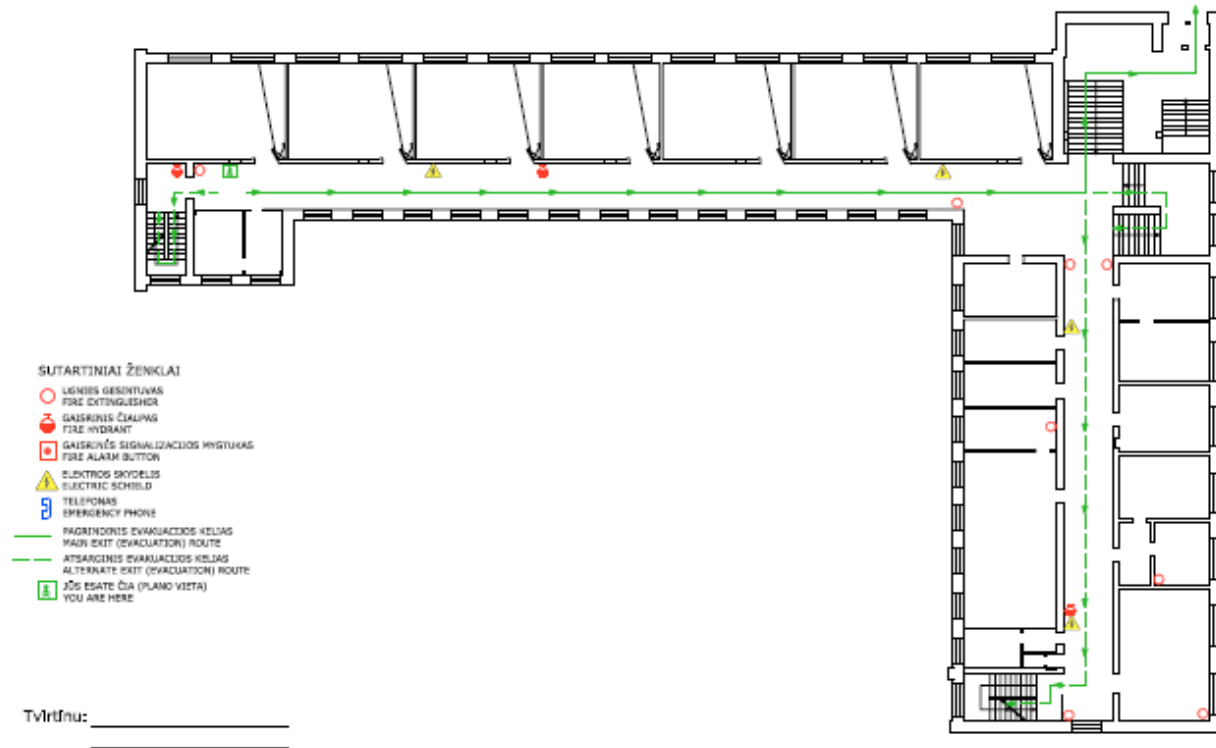 SUTARTINIAI ŽENKLAI
UGNIES GESINTUVAS
FIRE EXTINGUISHER
GAISRINIS ČIAUPAS
FIRE HYDRANT
GAISRINĖS SIGNALIZACIJOS MYGTUKAS
FIRE ALARM BUTTON
ELEKTROS SKYDELIS
ELECTRIC SCHIELD
TELEFONAS
EMERGENCY PHONE
PAGRINDINIS EVAKUACIJOS KELIAS
MAIN EXIT (EVACUATION) ROUTE
ATSARGINIS EVAKUACIJOS KELIAS
ALTERNATE EXIT (EVACUATION) ROUTE
JŪS ESATE ČIA (PLANO VIETA)
YOU ARE HERE
Tvirtinu: